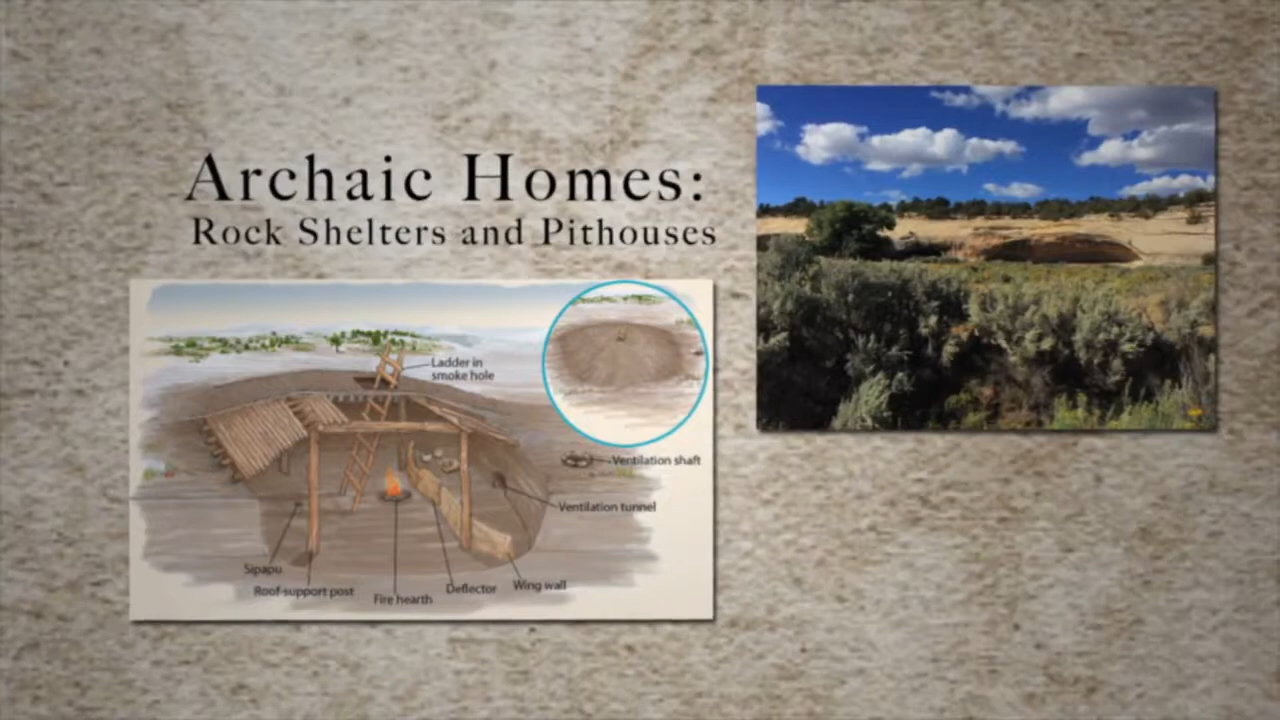 Archaic Homes:
Rock Shelters and Pithouses
Ladder in
smoke hole
Ventilation shaft
Ventilation tunnel
Sipapu
Roof-support post
Fire hearth
Deflector
Wing wall